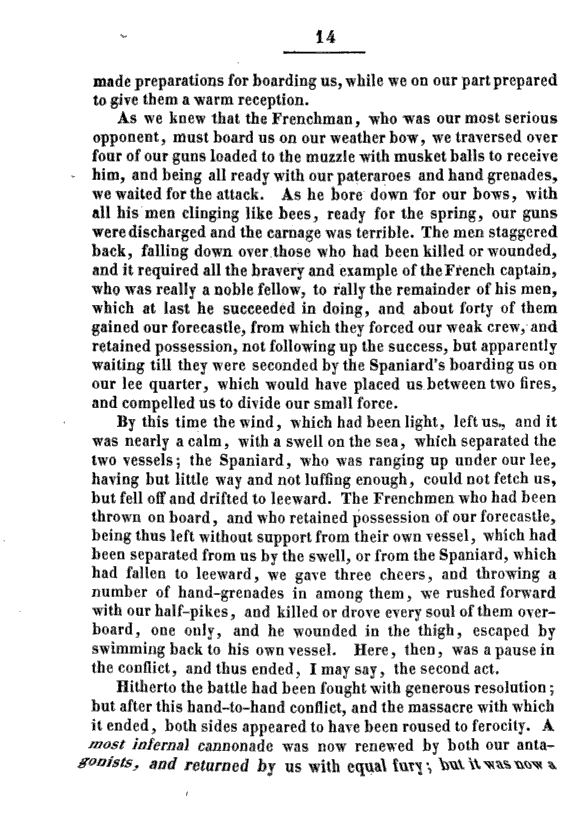 14
made preparations for boarding us, while we on our part prepared
to give them a warm reception.
As we knew that the Frenchman, who was our most serious
opponent, must board us on our weather bow, we traversed over
four of our guns loaded to the muzzle with musket balls to receive
him, and being all ready with our pateraroes and hand grenades,
we waited for the attack. As he bore down for our bows, with
all his men clinging like bees, ready for the spring, our guns
were discharged and the carnage was terrible. The men staggered
back, falling down over those who had been killed or wounded,
and it required all the bravery and example of the French captain,
who was really a noble fellow, to rally the remainder of his men,
which at last he succeeded in doing, and about forty of them
gained our forecastle, from which they forced our weak crew, and
retained possession, not following up the success, but apparently
waiting till they were seconded by the Spaniard's boarding us on
our lee quarter, which would have placed us between two fires,
and compelled us to divide our small force.
By this time the wind, which had been light, left us,, and it
was nearly a calm, with a swell on the sea, which separated the
two vessels; the Spaniard, who was ranging up under our lee,
having but little way and not luffing enough, could not fetch us,
but fell off and drifted to leeward. The Frenchmen who had been
thrown on board, and who retained possession of our forecastle,
being thus left without support from their own vessel, which had
been separated from us by the swell, or from the Spaniard, which
had fallen to leeward, we gave three cheers, and throwing a
number of hand-grenades in among them, we rushed forward
with our half-pikes, and killed or drove every soul of them over-
board, one only, and he wounded in the thigh, escaped by
swimming back to his own vessel. Here, then, was a pause in
the conflict, and thus ended, I may say, the second act.
Hitherto the battle had been fought with generous resolution;
but after this hand-to-hand conflict, and the massacre with which
it ended, both sides appeared to have been roused to ferocity. A
most infernal cannonade was now renewed by both our anta-
gonists, and returned by us with equal fury; but it was now a